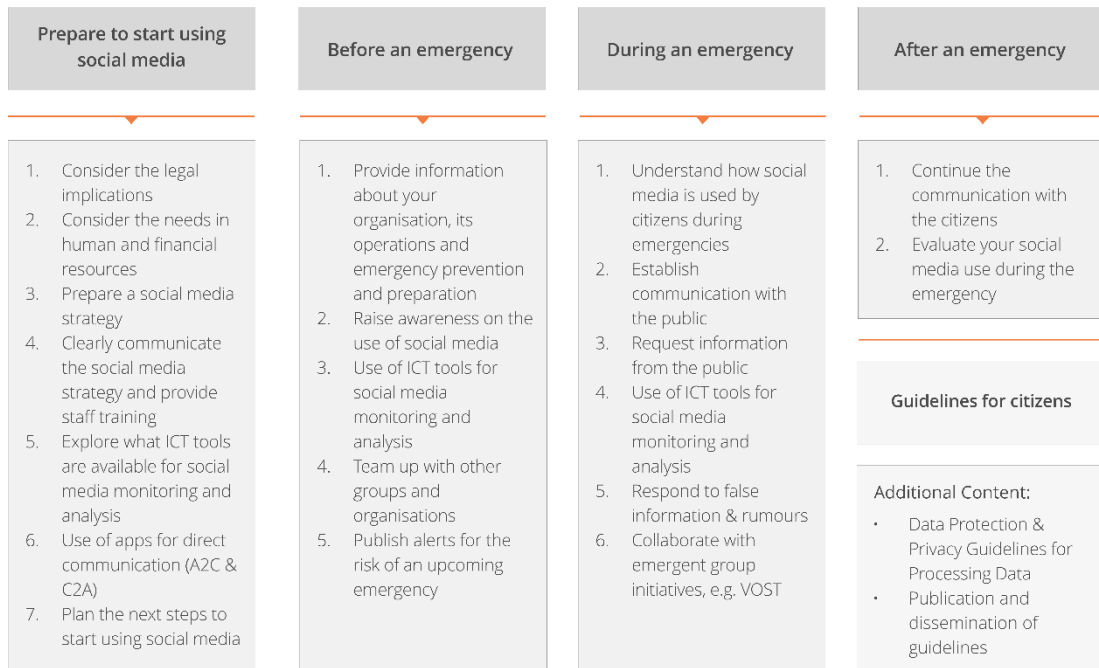 Prepare to start using
social media
1. Consider the legal
implications
2. Consider the needs in
human and financial
resources
3. Prepare a social media
strategy
4. Clearly communicate
the social media
strategy and provide
staff training
5. Explore what ICT tools
are available for social
media monitoring and
analysis
6. Use of apps for direct
communication (A2C &
C2A)
7. Plan the next steps to
start using social media
Before an emergency
1. Provide information
about your
organisation, its
operations and
emergency prevention
and preparation
2. Raise awareness on the
use of social media
3. Use of ICT tools for
social media
monitoring and
analysis
4. Team up with other
groups and
organisations
5. Publish alerts for the
risk of an upcoming
emergency
During an emergency
1. Understand how social
media is used by
citizens during
emergencies
2. Establish
communication with
the public
3. Request information
from the public
4. Use of ICT tools for
social media
monitoring and
analysis
5. Respond to false
information & rumours
6. Collaborate with
emergent group
initiatives, e.g. VOST
After an emergency
1. Continue the
communication with
the citizens
2. Evaluate your social
media use during the
emergency
Guidelines for citizens
Additional Content:
• Data Protection &
Privacy Guidelines for
Processing Data
• Publication and
dissemination of
guidelines